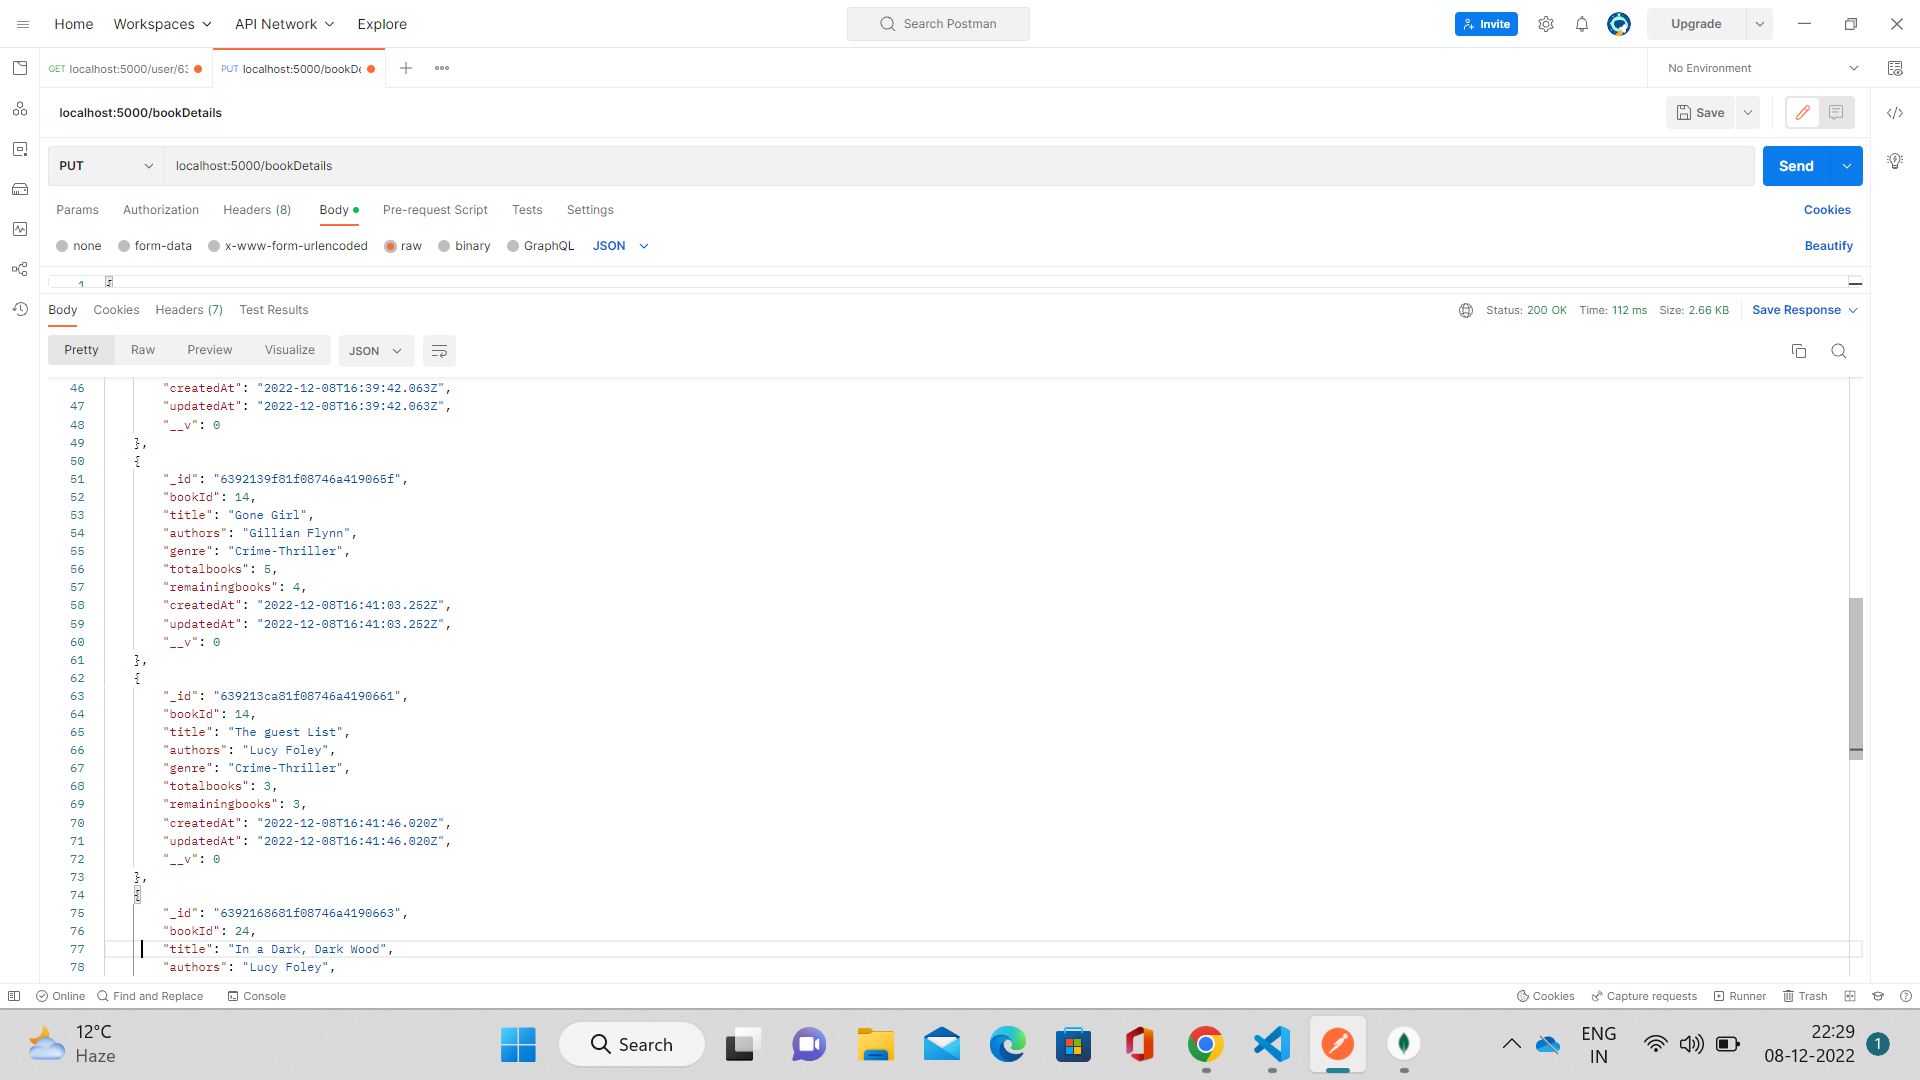 Home Workspaces API Network Explore Search Postman Invite Upgrade
GET localhost:5000/user/63 PUT localhost:5000/bookDe No Environment
localhost:5000/bookDetails Save
PUT localhost:5000/bookDetails Send
Params Authorization Headers (8) Body Pre-request Script Tests Settings Cookies
none form-data x-www-form-urlencoded raw binary GraphQL JSON Beautify
1 {
Body Cookies Headers (7) Test Results Status: 200 OK Time: 112 ms Size: 2.66 KB Save Response
Pretty Raw Preview Visualize JSON
46 "createdAt": "2022-12-08T16:39:42.063Z",
47 "updatedAt": "2022-12-08T16:39:42.063Z",
48 "__v": 0
49 },
50 {
51 "_id": "6392139f81f08746a419065f",
52 "bookId": 14,
53 "title": "Gone Girl",
54 "authors": "Gillian Flynn",
55 "genre": "Crime-Thriller",
56 "totalbooks": 5,
57 "remainingbooks": 4,
58 "createdAt": "2022-12-08T16:41:03.252Z",
59 "updatedAt": "2022-12-08T16:41:03.252Z",
60 "__v": 0
61 },
62 {
63 "_id": "639213ca81f08746a4190661",
64 "bookId": 14,
65 "title": "The guest List",
66 "authors": "Lucy Foley",
67 "genre": "Crime-Thriller",
68 "totalbooks": 3,
69 "remainingbooks": 3,
70 "createdAt": "2022-12-08T16:41:46.020Z",
71 "updatedAt": "2022-12-08T16:41:46.020Z",
72 "__v": 0
73 },
74 {
75 "_id": "6392168681f08746a4190663",
76 "bookId": 24,
77 "title": "In a Dark, Dark Wood",
78 "authors": "Lucy Foley",
Online Find and Replace Console Cookies Capture requests Runner Trash
12°C
Haze
Search
ENG
IN
22:29
08-12-2022
1